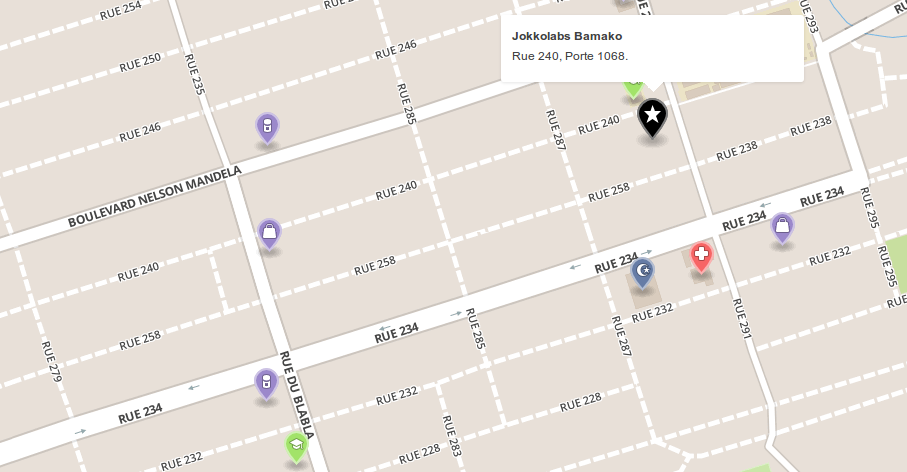 RUE 254
RUE 2
RUE 293
RUE 250
RUE 246
RUE 235
Jokkolabs Bamako
Rue 240, Porte 1068.
RUE 285
RUE 287
RUE 240
RUE 238
RUE 246
RUE 238
BOULEVARD NELSON MANDELA
RUE 240
RUE 258
RUE 234
RUE 234
RUE 295
RUE 240
RUE 258
RUE 234
RUE 232
RUE 295
RUE 258
RUE 234
RUE 285
RUE 232
RUE 287
RUE 291
RUE 279
RUE DU BLABLA
RUE 234
RUE 232
RUE 228
RUE 283
RUE 232
RUE 228